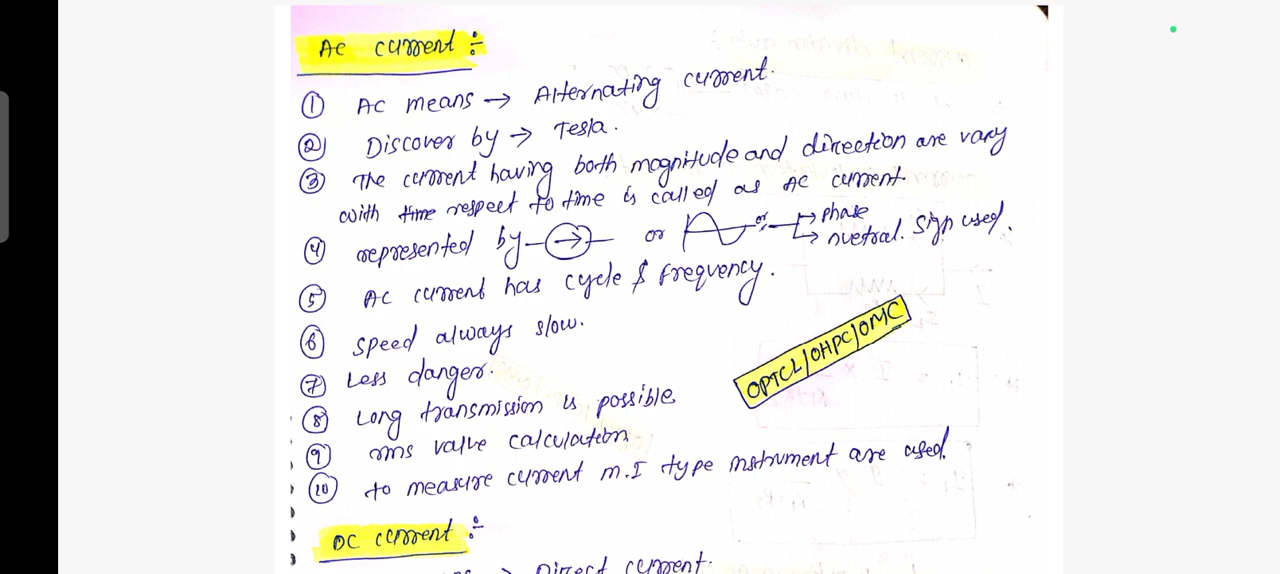 AC current :-
① AC means → Alternating current.
② Discover by → Tesla.
③ The current having both magnitude and direction are vary
with time respect to time is called as AC current.
④ represented by or or phase
nuetral. Sign used.
⑤ AC current has cycle & frequency.
⑥ speed always slow.
⑦ Less danger.
⑧ Long transmission is possible
OPTCL/OHPC/OMC
⑨ rms value calculation
⑩ to measure current m.I type instrument are used.
DC current :-
→ Direct current.